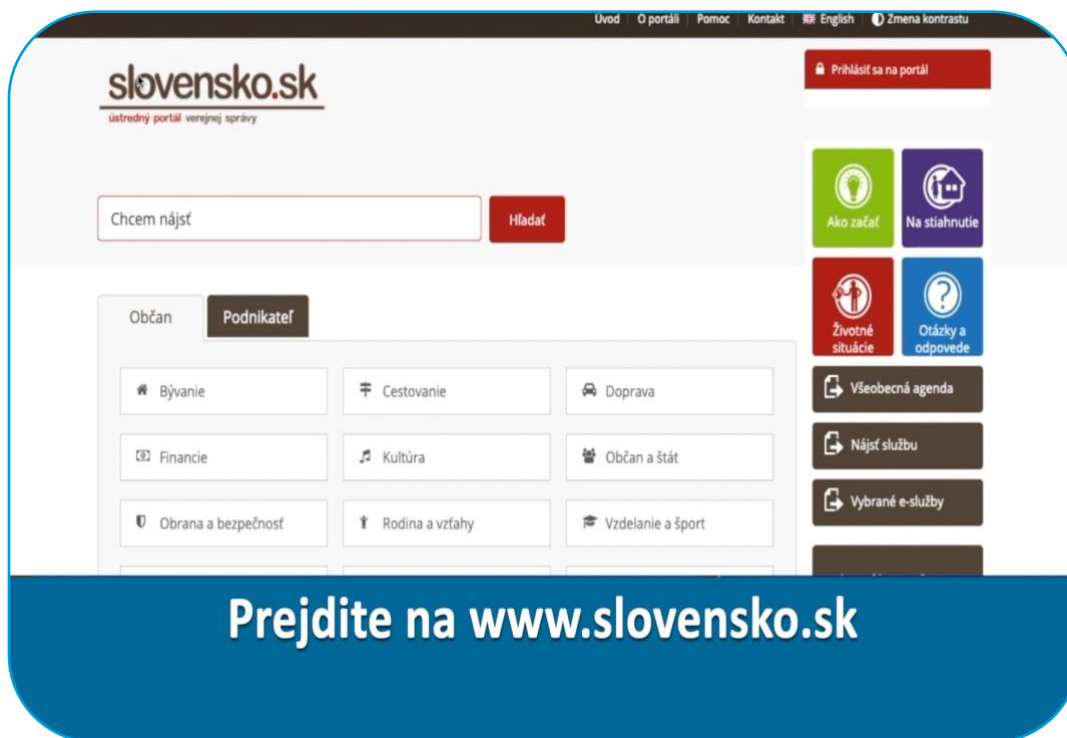 Úvod O portáli Pomoc Kontakt English Zmena kontrastu
slovensko.sk
ústredný portál verejnej správy
Prihlásiť sa na portál
Chcem nájsť
Hľadať
Ako začať
Na stiahnutie
Životné situácie
Otázky a odpovede
Občan
Podnikateľ
Bývanie
Cestovanie
Doprava
Všeobecná agenda
Financie
Kultúra
Občan a štát
Nájsť službu
Obrana a bezpečnosť
Rodina a vzťahy
Vzdelanie a šport
Vybrané e-služby
Prejdite na www.slovensko.sk